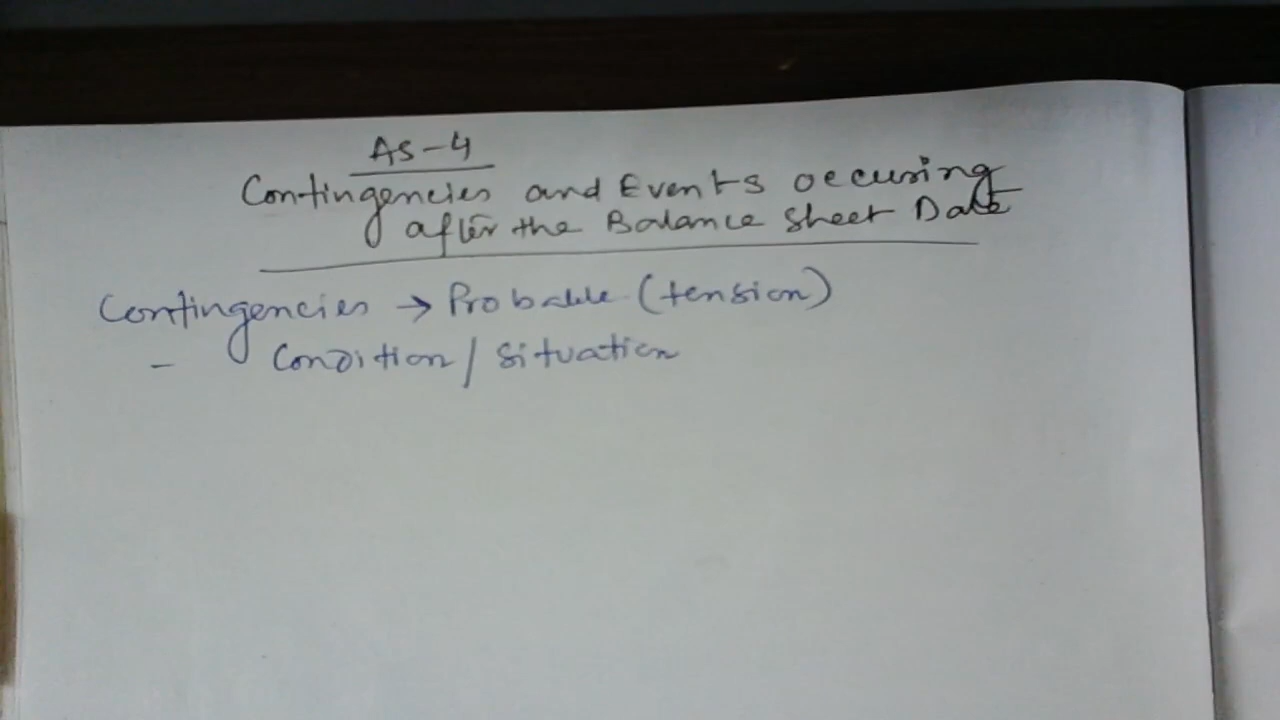 AS-4
Contingencies and Events occuring
after the Balance sheet Date
Contingencies → Probable (tension)
- Condition / Situation